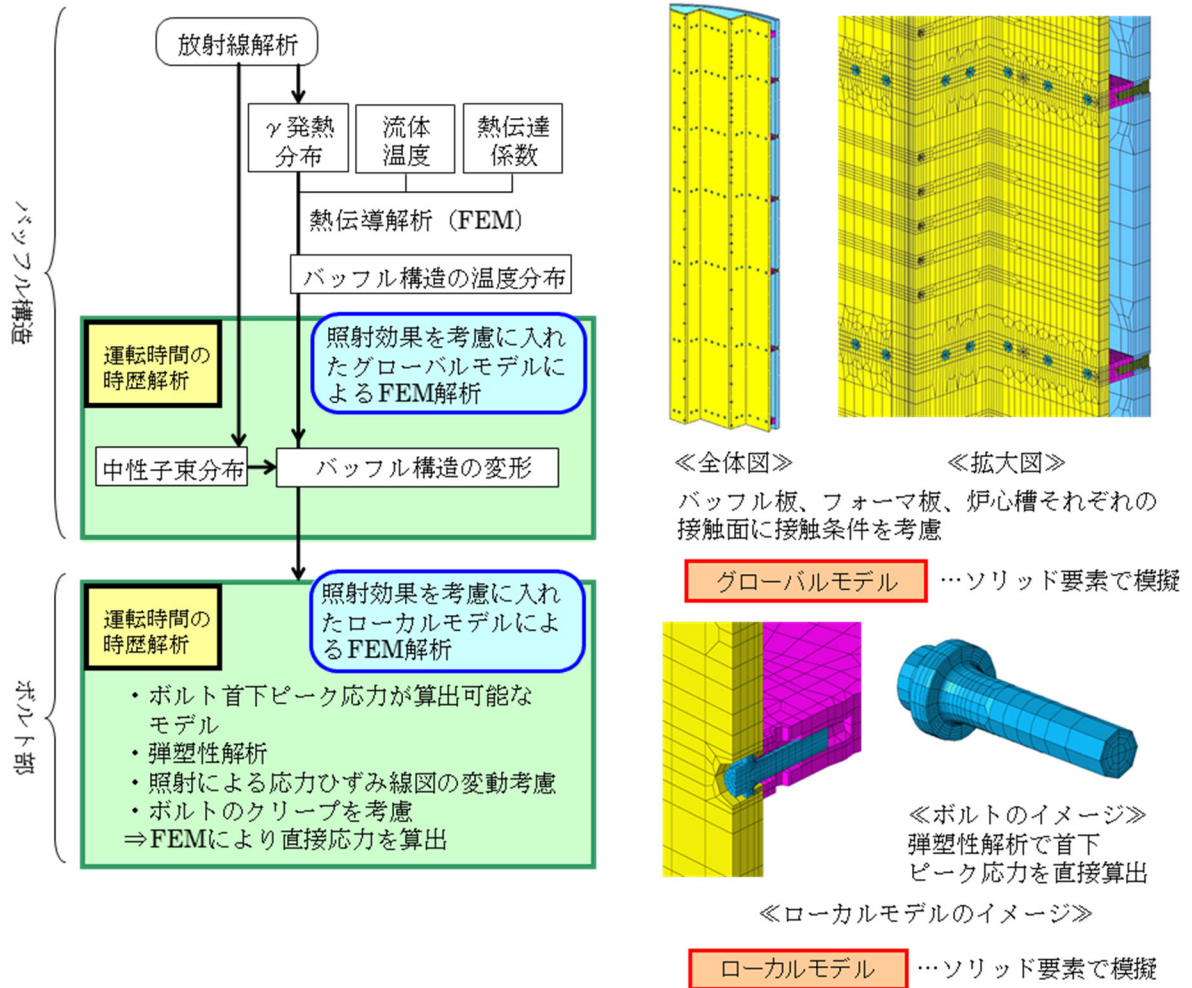 放射線解析
γ発熱
分布
流体
温度
熱伝達
係数
熱伝導解析（FEM）
バッフル構造の温度分布
バッフル構造
運転時間の
時歴解析
照射効果を考慮に入れ
たグローバルモデルに
よるFEM解析
中性子束分布
バッフル構造の変形
ボルト部
運転時間の
時歴解析
照射効果を考慮に入れ
たローカルモデルによ
るFEM解析
・ボルト首下ピーク応力が算出可能な
モデル
・弾塑性解析
・照射による応力ひずみ線図の変動考慮
・ボルトのクリープを考慮
⇒FEMにより直接応力を算出
≪全体図≫
≪拡大図≫
バッフル板、フォーマ板、炉心槽それぞれの
接触面に接触条件を考慮
グローバルモデル …ソリッド要素で模擬
≪ボルトのイメージ≫
弾塑性解析で首下
ピーク応力を直接算出
≪ローカルモデルのイメージ≫
ローカルモデル …ソリッド要素で模擬